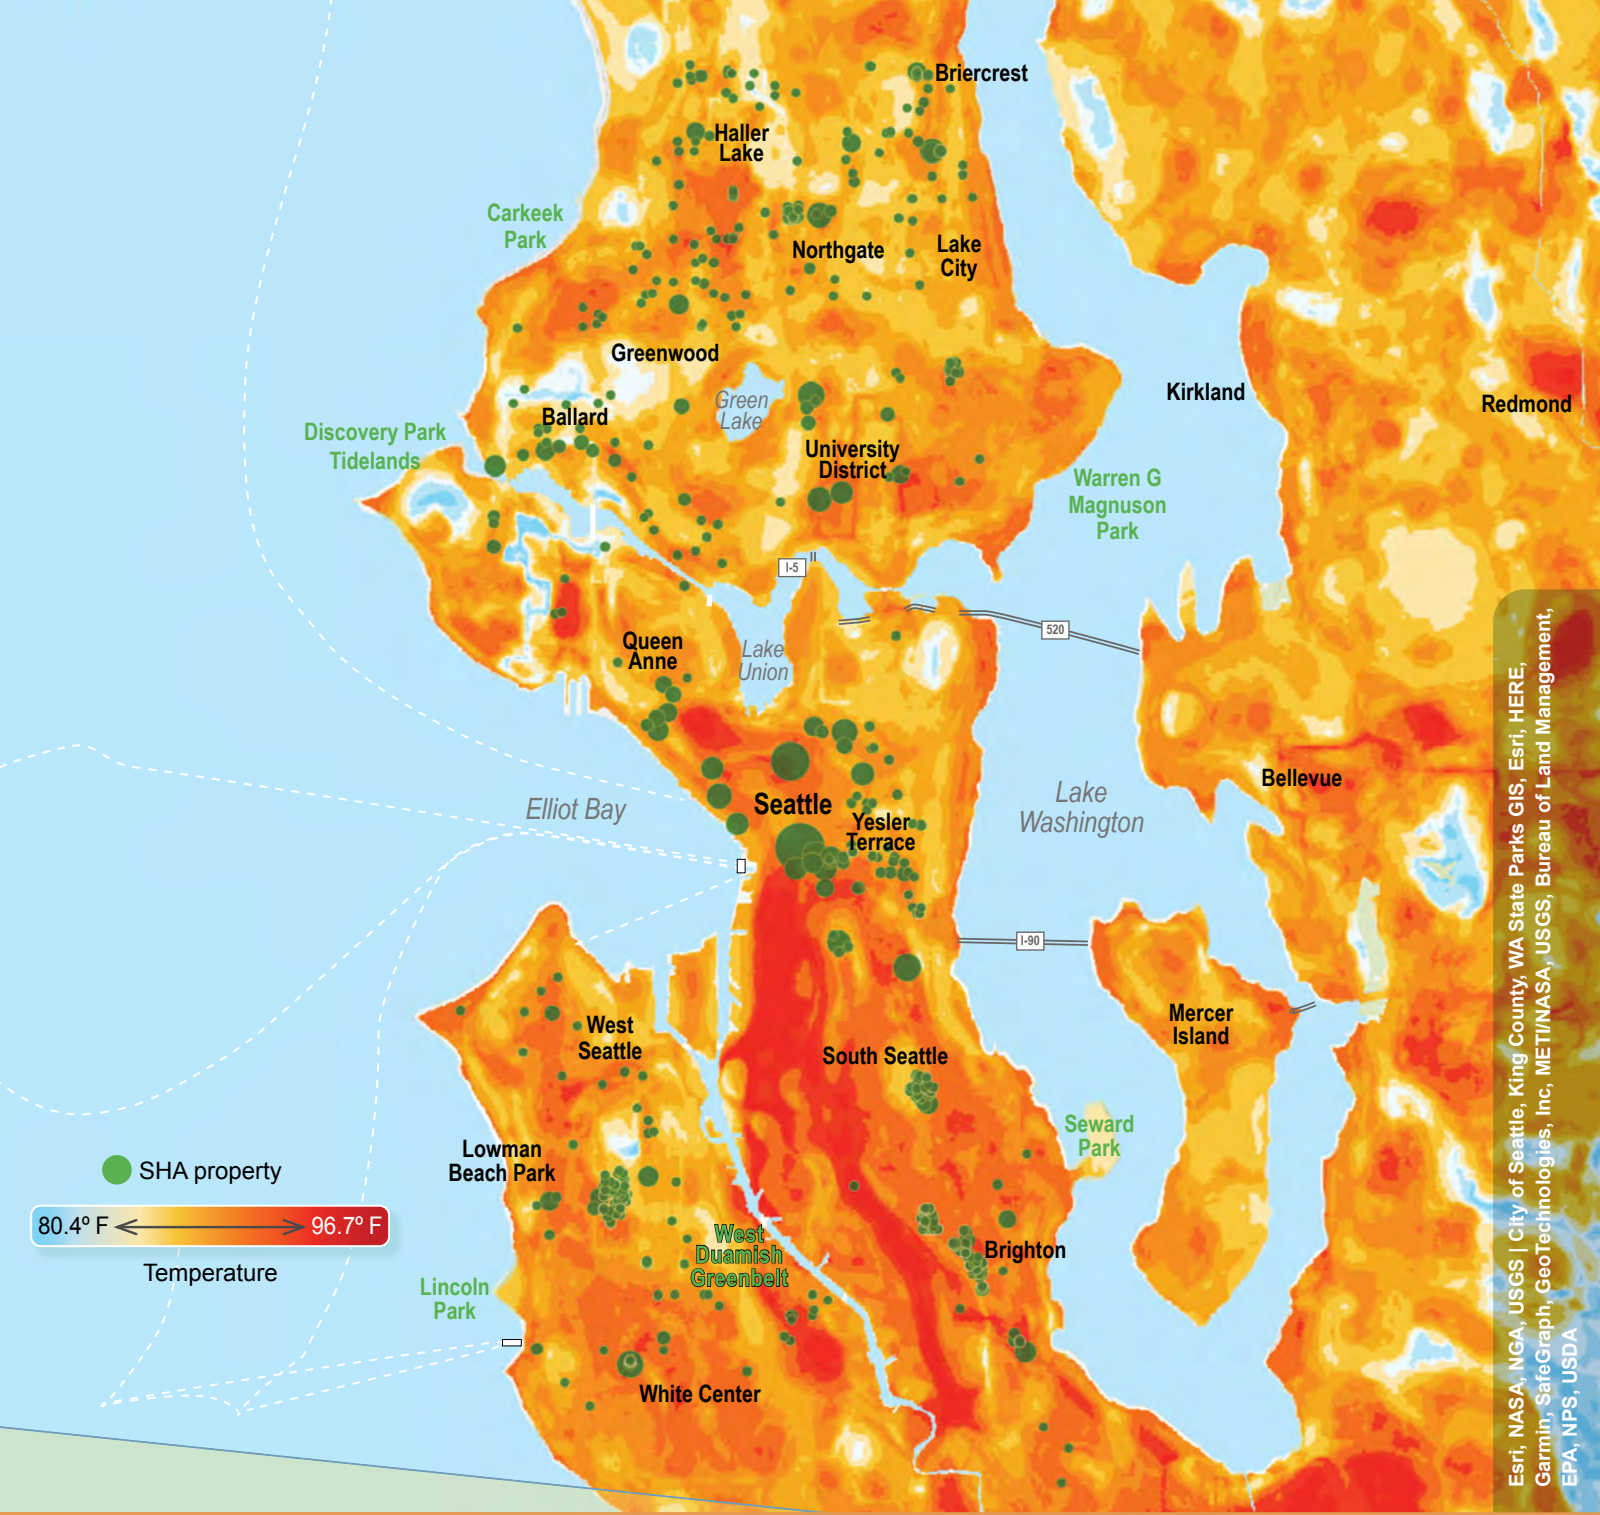 Briercrest
Haller
Lake
Carkeek
Park
Northgate
Lake
City
Greenwood
Green
Lake
Kirkland
Redmond
Ballard
Discovery Park
Tidelands
University
District
Warren G
Magnuson
Park
I-5
520
Queen
Anne
Lake
Union
Bellevue
Elliot Bay
Seattle
Lake
Washington
Yesler
Terrace
I-90
West
Seattle
Mercer
Island
South Seattle
Seward
Park
Lowman
Beach Park
SHA property
80.4º F
96.7º F
Temperature
West
Duamish
Greenbelt
Brighton
Lincoln
Park
White Center
Esri, NASA, NGA, USGS | City of Seattle, King County, WA State Parks GIS, Esri, HERE,
Garmin, SafeGraph, GeoTechnologies, Inc, METI/NASA, USGS, Bureau of Land Management,
EPA, NPS, USDA